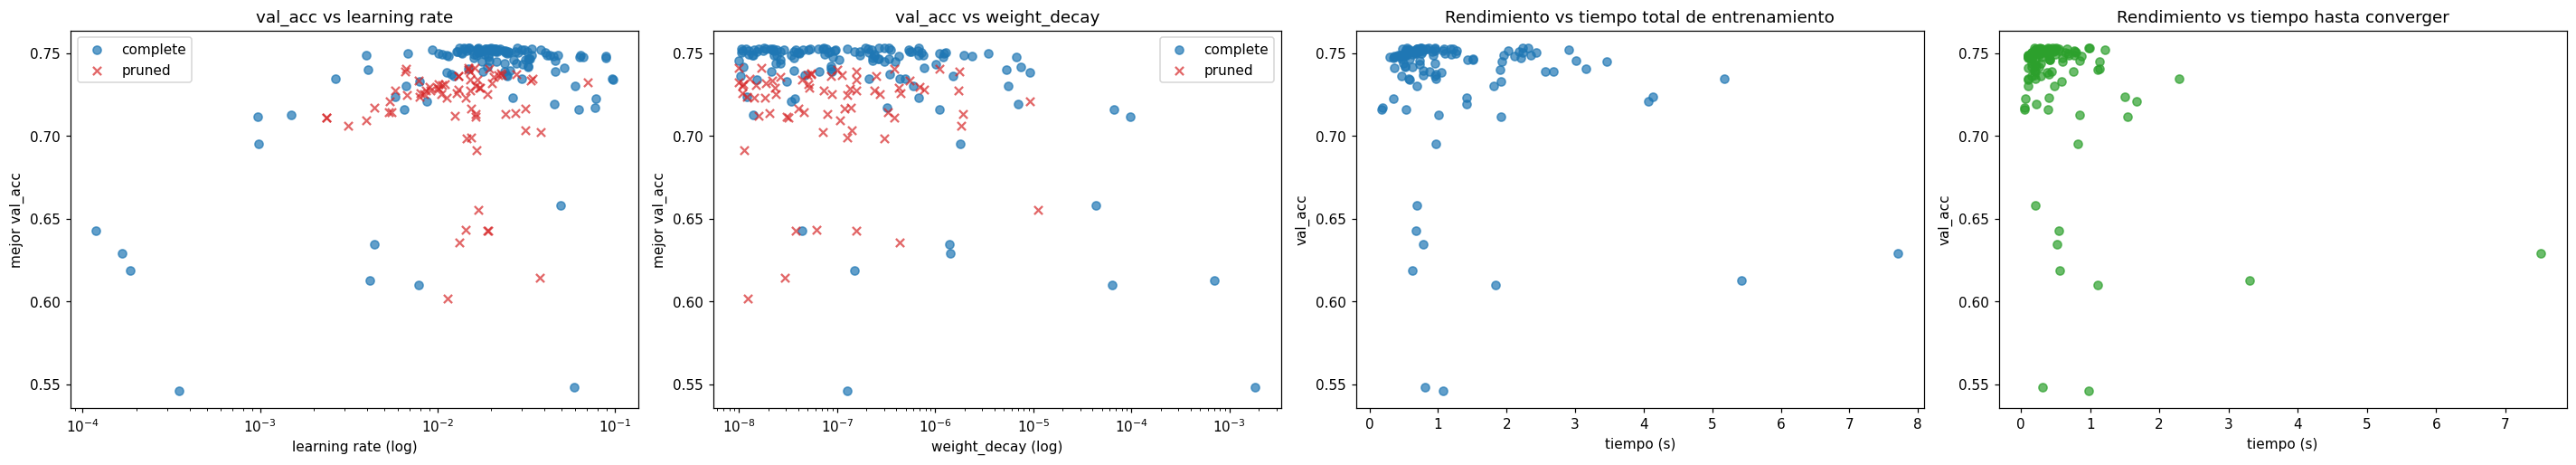 val_acc vs learning rate
complete
pruned
mejor val_acc
0.75
0.70
0.65
0.60
0.55
10⁻⁴ 10⁻³ 10⁻² 10⁻¹
learning rate (log)
val_acc vs weight_decay
complete
pruned
mejor val_acc
0.75
0.70
0.65
0.60
0.55
10⁻⁸ 10⁻⁷ 10⁻⁶ 10⁻⁵ 10⁻⁴ 10⁻³
weight_decay (log)
Rendimiento vs tiempo total de entrenamiento
val_acc
0.75
0.70
0.65
0.60
0.55
0 1 2 3 4 5 6 7 8
tiempo (s)
Rendimiento vs tiempo hasta converger
val_acc
0.75
0.70
0.65
0.60
0.55
0 1 2 3 4 5 6 7
tiempo (s)